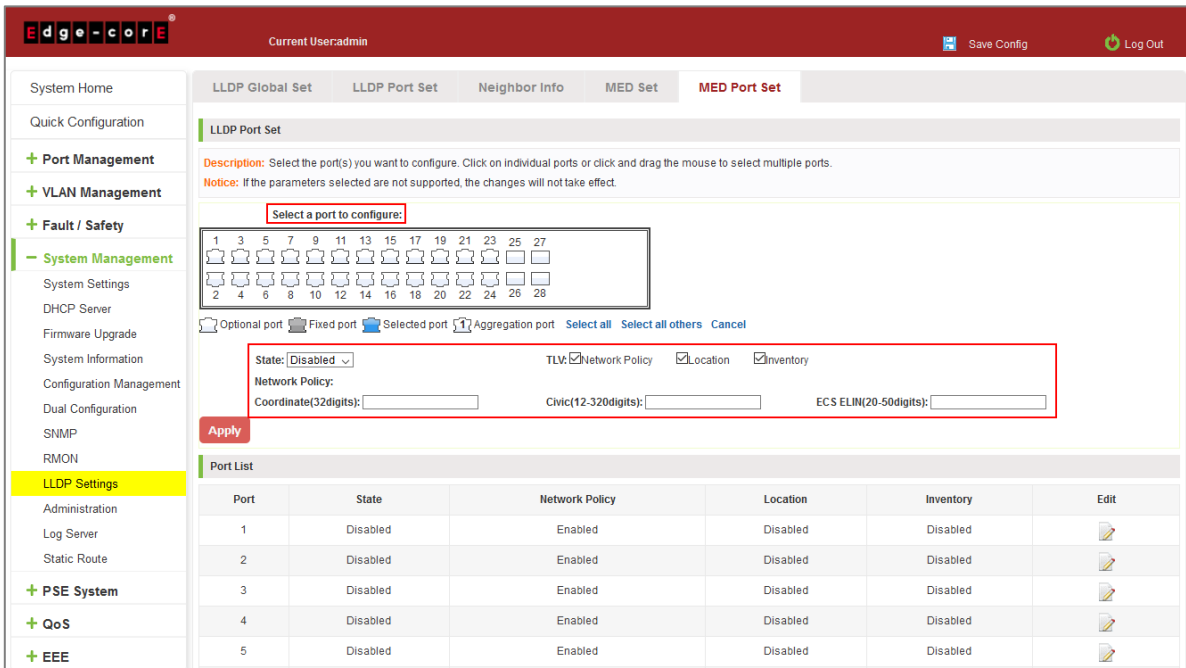 Edge-corE®
Current User:admin
Save Config
Log Out
System Home
Quick Configuration
+ Port Management
+ VLAN Management
+ Fault / Safety
− System Management
System Settings
DHCP Server
Firmware Upgrade
System Information
Configuration Management
Dual Configuration
SNMP
RMON
LLDP Settings
Administration
Log Server
Static Route
+ PSE System
+ QoS
+ EEE
LLDP Global Set LLDP Port Set Neighbor Info MED Set MED Port Set
LLDP Port Set
Description: Select the port(s) you want to configure. Click on individual ports or click and drag the mouse to select multiple ports.
Notice: If the parameters selected are not supported, the changes will not take effect.
Select a port to configure:
1 3 5 7 9 11 13 15 17 19 21 23 25 27
2 4 6 8 10 12 14 16 18 20 22 24 26 28
Optional port Fixed port Selected port 1 Aggregation port Select all Select all others Cancel
State: Disabled TLV: Network Policy Location Inventory
Network Policy:
Coordinate(32digits): Civic(12-320digits): ECS ELIN(20-50digits):
Apply
Port List
Port State Network Policy Location Inventory Edit
1 Disabled Enabled Disabled Disabled
2 Disabled Enabled Disabled Disabled
3 Disabled Enabled Disabled Disabled
4 Disabled Enabled Disabled Disabled
5 Disabled Enabled Disabled Disabled